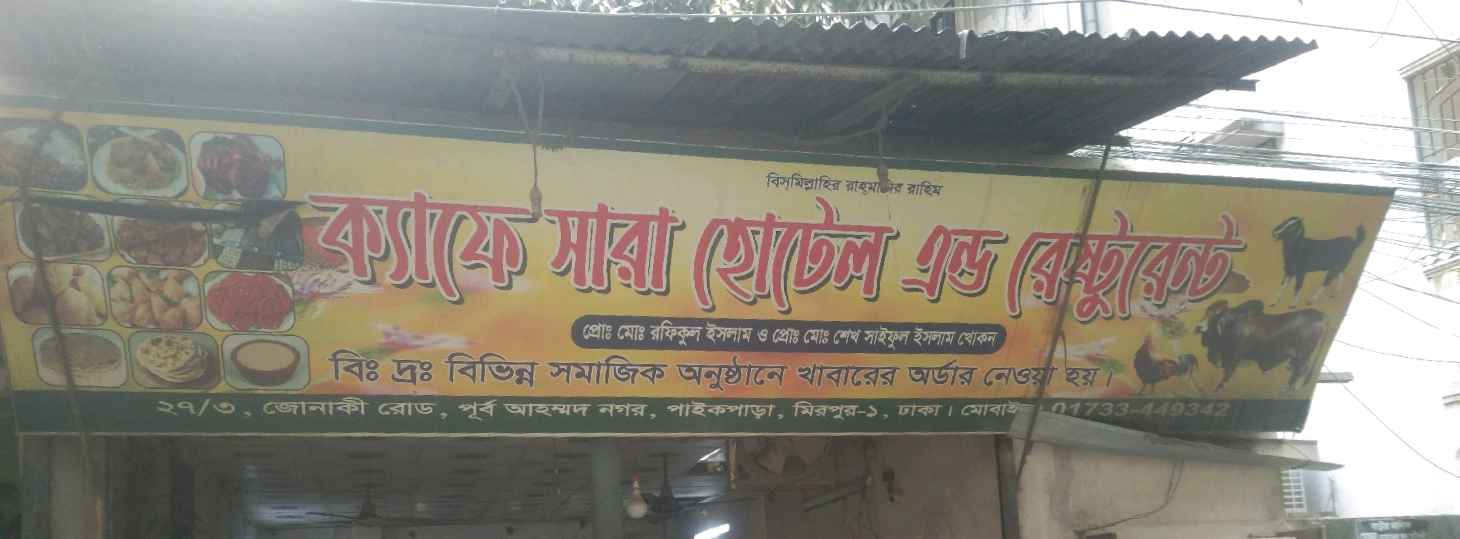 বিস্‌মিল্লাহির রাহ্‌মানির রাহিম
ক্যাফে সারা হোটেল এন্ড রেষ্টুরেন্ট
প্রোঃ মোঃ রফিকুল ইসলাম ও প্রোঃ মোঃ শেখ সাইফুল ইসলাম খোকন
বিঃ দ্রঃ বিভিন্ন সমাজিক অনুষ্ঠানে খাবারের অর্ডার নেওয়া হয়।
২৭/৩, জোনাকী রোড, পূর্ব আহম্মদ নগর, পাইকপাড়া, মিরপুর-১, ঢাকা। মোবাইল 01733-449342